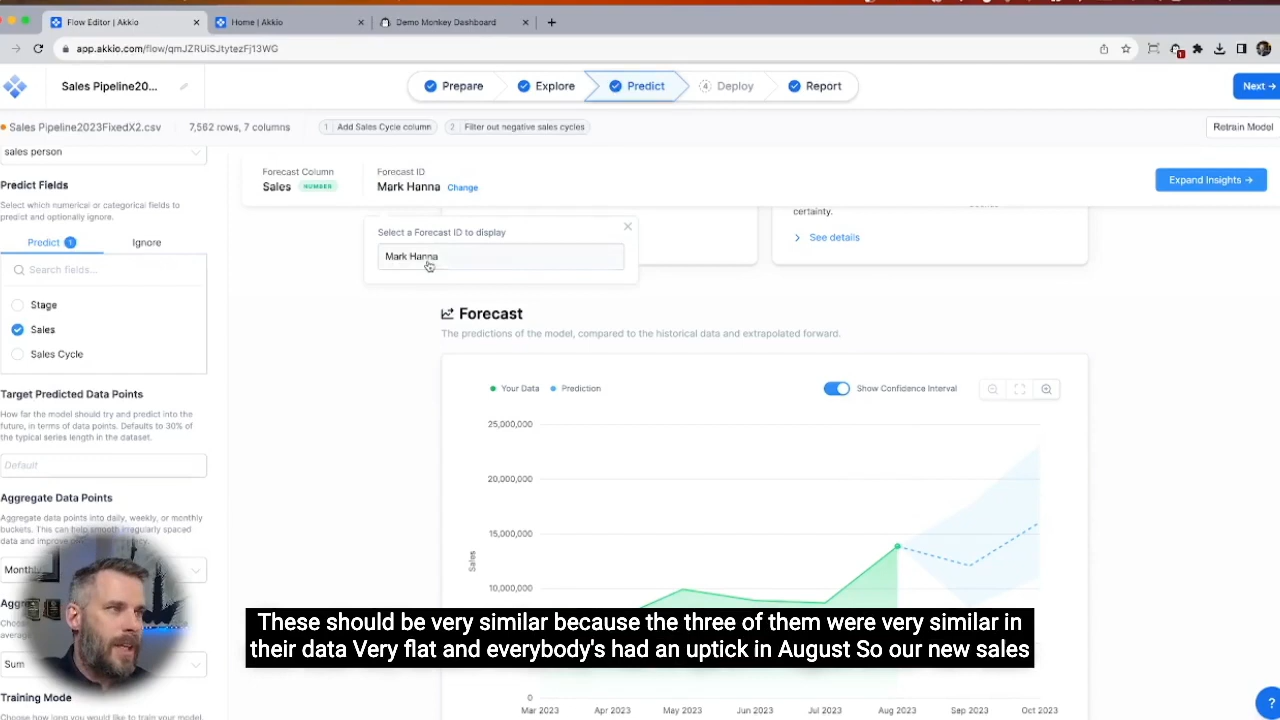 Flow Editor | Akkio
Home | Akkio
Demo Monkey Dashboard
app.akkio.com/flow/qmJZRUiSJtytezFj13WG
Sales Pipeline20...
Prepare
Explore
Predict
4 Deploy
Report
Next →
Sales Pipeline2023FixedX2.csv
7,562 rows, 7 columns
1 Add Sales Cycle column
2 Filter out negative sales cycles
Retrain Model
sales person
Predict Fields
Select which numerical or categorical fields to
predict and optionally ignore.
Predict 1
Ignore
Search fields...
Stage
Sales
Sales Cycle
Target Predicted Data Points
How far the model should try and predict into the
future, in terms of data points. Defaults to 30% of
the typical series length in the dataset.
Default
Aggregate Data Points
Aggregate data points into daily, weekly, or monthly
buckets. This can help smooth irregularly spaced
data and improve
Monthly
Choose
average
Sum
Training Mode
Choose how long you would like to train your model.
Forecast Column
Sales NUMBER
Forecast ID
Mark Hanna Change
Expand Insights →
Select a Forecast ID to display
Mark Hanna
certainty.
See details
Forecast
The predictions of the model, compared to the historical data and extrapolated forward.
Your Data
Prediction
Show Confidence Interval
25,000,000
20,000,000
15,000,000
10,000,000
0
Sales
Mar 2023
Apr 2023
May 2023
Jun 2023
Jul 2023
Aug 2023
Sep 2023
Oct 2023
These should be very similar because the three of them were very similar in
their data Very flat and everybody's had an uptick in August So our new sales
?